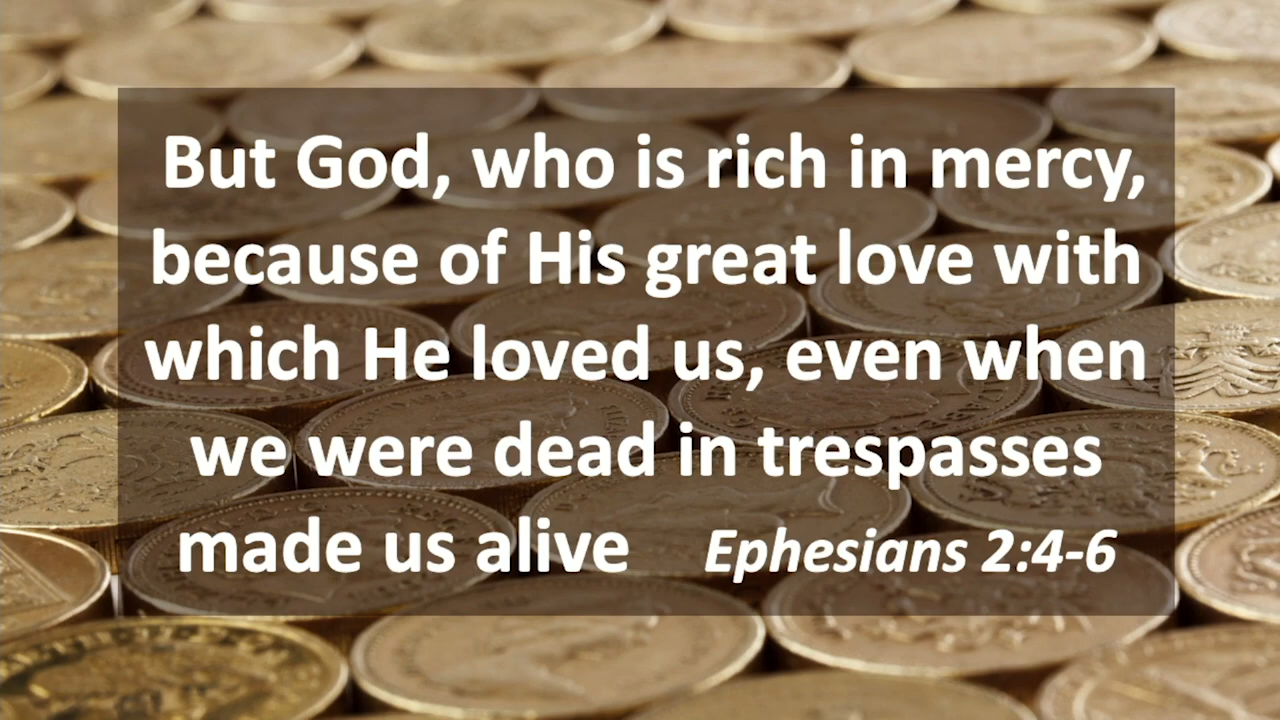 But God, who is rich in mercy,
because of His great love with
which He loved us, even when
we were dead in trespasses
made us alive Ephesians 2:4-6